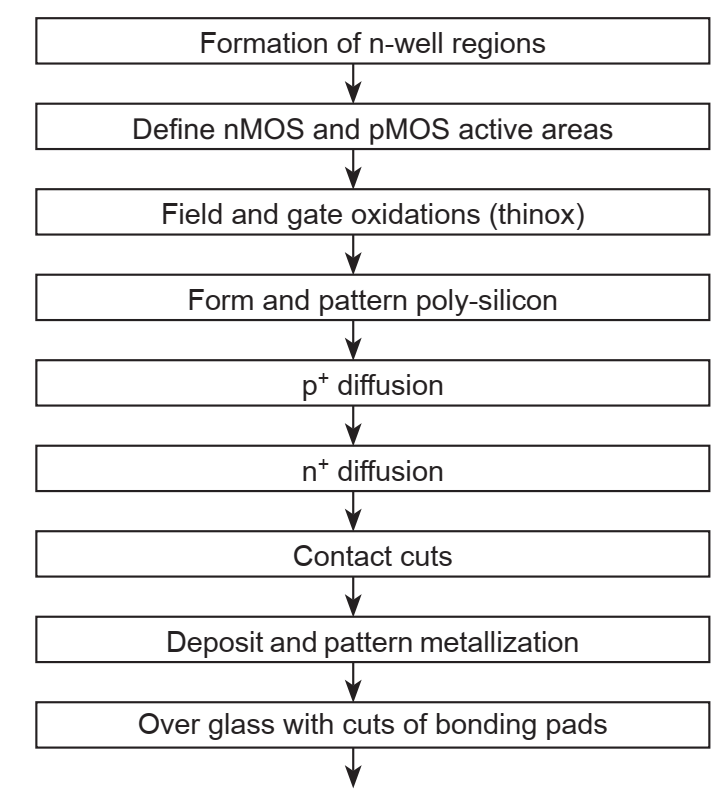 Formation of n-well regions
Define nMOS and pMOS active areas
Field and gate oxidations (thinox)
Form and pattern poly-silicon
p⁺ diffusion
n⁺ diffusion
Contact cuts
Deposit and pattern metallization
Over glass with cuts of bonding pads